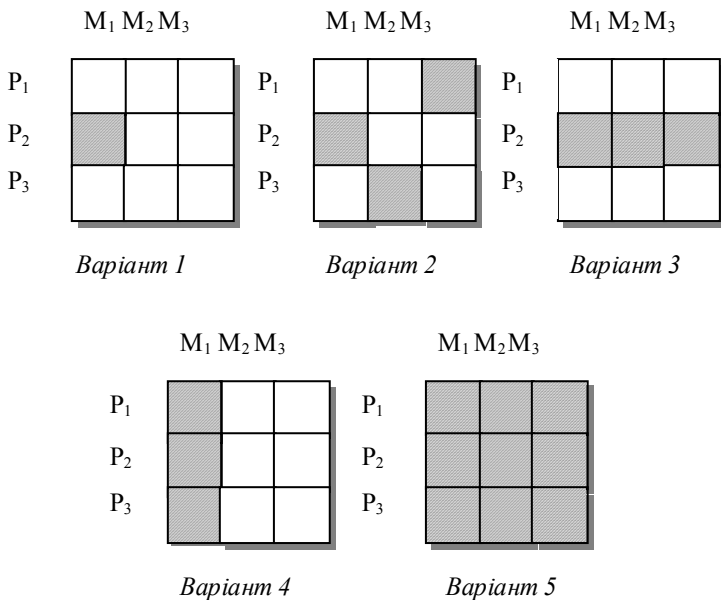 M₁ M₂ M₃ M₁ M₂ M₃ M₁ M₂ M₃
P₁ P₁ P₁
P₂ P₂ P₂
P₃ P₃ P₃
Варіант 1 Варіант 2 Варіант 3
M₁ M₂ M₃ M₁ M₂ M₃
P₁ P₁
P₂ P₂
P₃ P₃
Варіант 4 Варіант 5